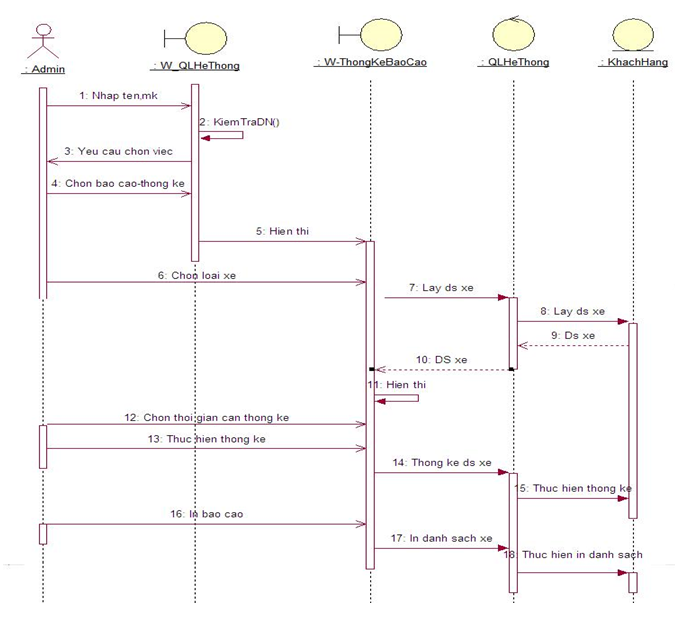 : Admin
: W_QLHeThong
: W-ThongKeBaoCao
: QLHeThong
: KhachHang
1: Nhap ten,mk
2: KiemTraDN()
3: Yeu cau chon viec
4: Chon bao cao-thong ke
5: Hien thi
6: Chon loai xe
7: Lay ds xe
8: Lay ds xe
9: Ds xe
10: DS xe
11: Hien thi
12: Chon thoi gian can thong ke
13: Thuc hien thong ke
14: Thong ke ds xe
15: Thuc hien thong ke
16: In bao cao
17: In danh sach xe
18: Thuc hien in danh sach